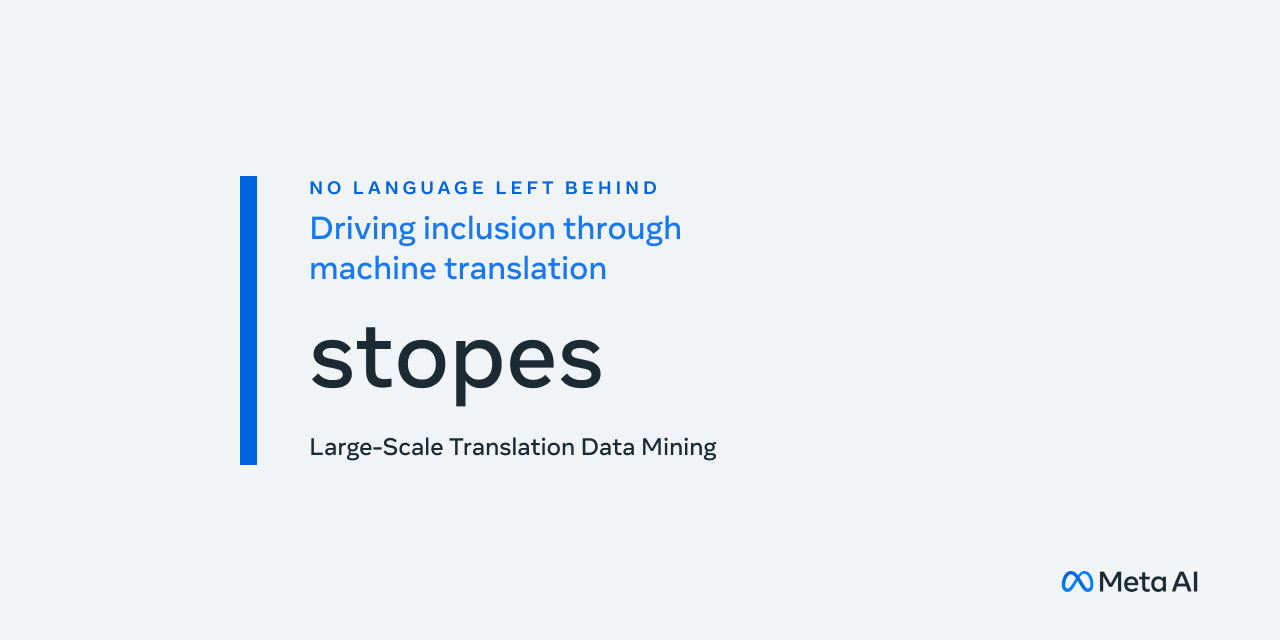 NO LANGUAGE LEFT BEHIND
Driving inclusion through
machine translation
stopes
Large-Scale Translation Data Mining
Meta AI